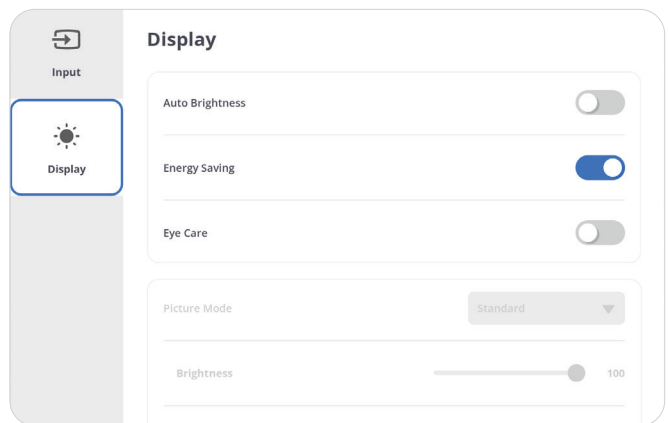 Input
Display
Display
Auto Brightness
Energy Saving
Eye Care
Picture Mode
Standard
Brightness
100